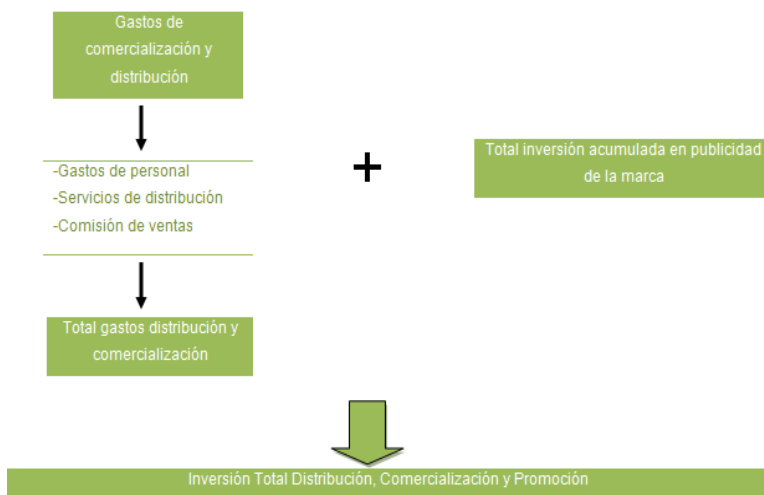 Gastos de
comercialización y
distribución
-Gastos de personal
-Servicios de distribución
-Comisión de ventas
Total gastos distribución y
comercialización
+
Total inversión acumulada en publicidad
de la marca
Inversión Total Distribución, Comercialización y Promoción